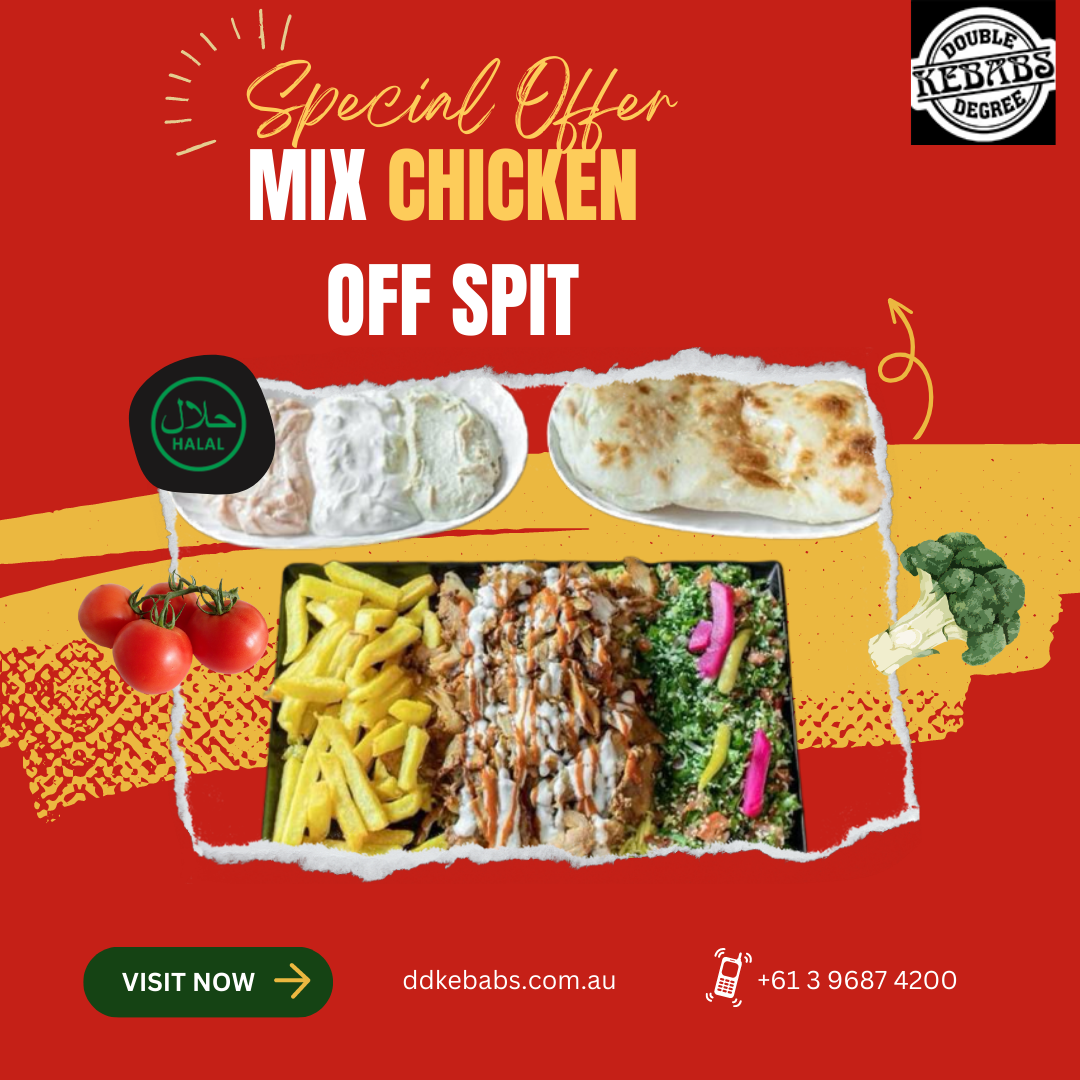 DOUBLE
KEBABS
DEGREE
Special Offer
MIX CHICKEN
OFF SPIT
حلال
HALAL
VISIT NOW
ddkebabs.com.au
+61 3 9687 4200